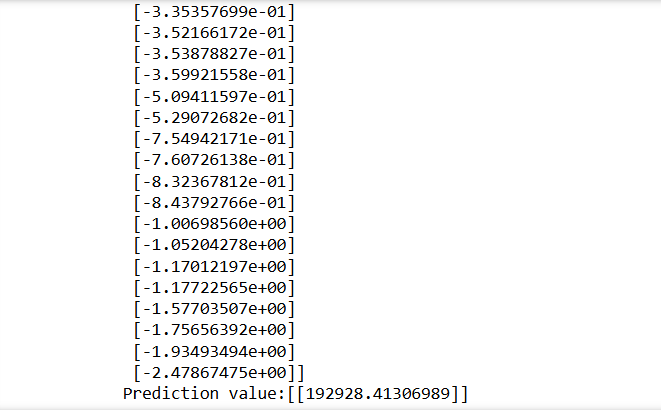 [-3.35357699e-01]
[-3.52166172e-01]
[-3.53878827e-01]
[-3.59921558e-01]
[-5.09411597e-01]
[-5.29072682e-01]
[-7.54942171e-01]
[-7.60726138e-01]
[-8.32367812e-01]
[-8.43792766e-01]
[-1.00698560e+00]
[-1.05204278e+00]
[-1.17012197e+00]
[-1.17722565e+00]
[-1.57703507e+00]
[-1.75656392e+00]
[-1.93493494e+00]
[-2.47867475e+00]]
Prediction value:[[192928.41306989]]